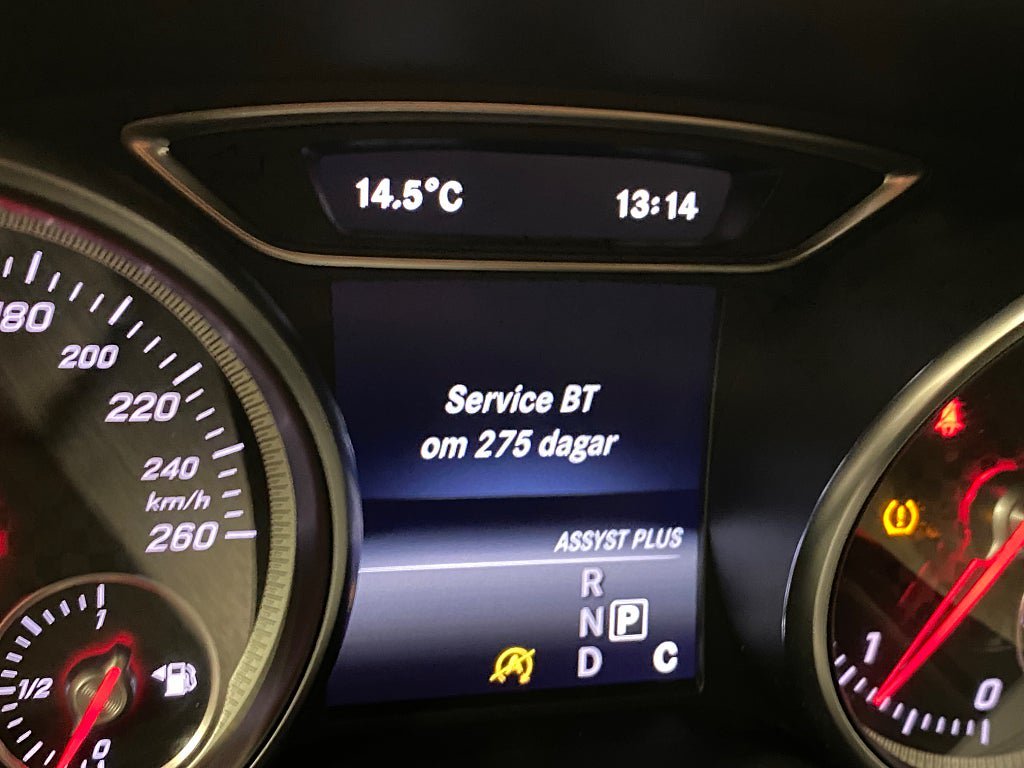 14.5°C 13:14
180
200
220
240
km/h
260
Service BT
om 275 dagar
ASSYST PLUS
R
N P
D C
1
1/2
0
1
0